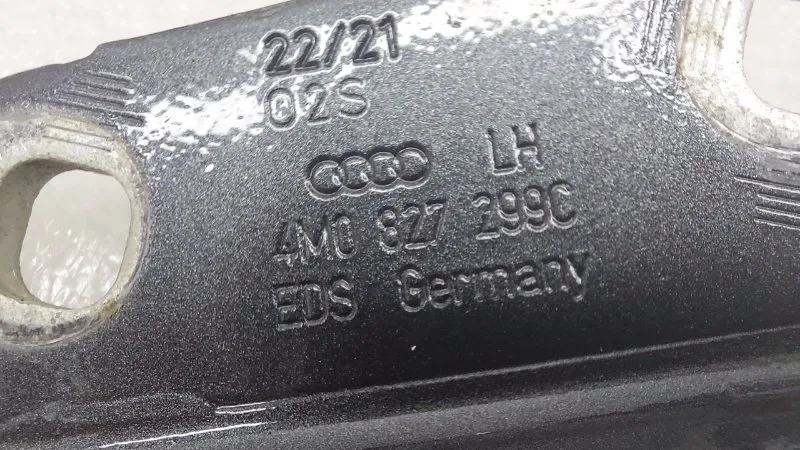 22/21
02S
LH
4M0 827 299C
EDS Germany